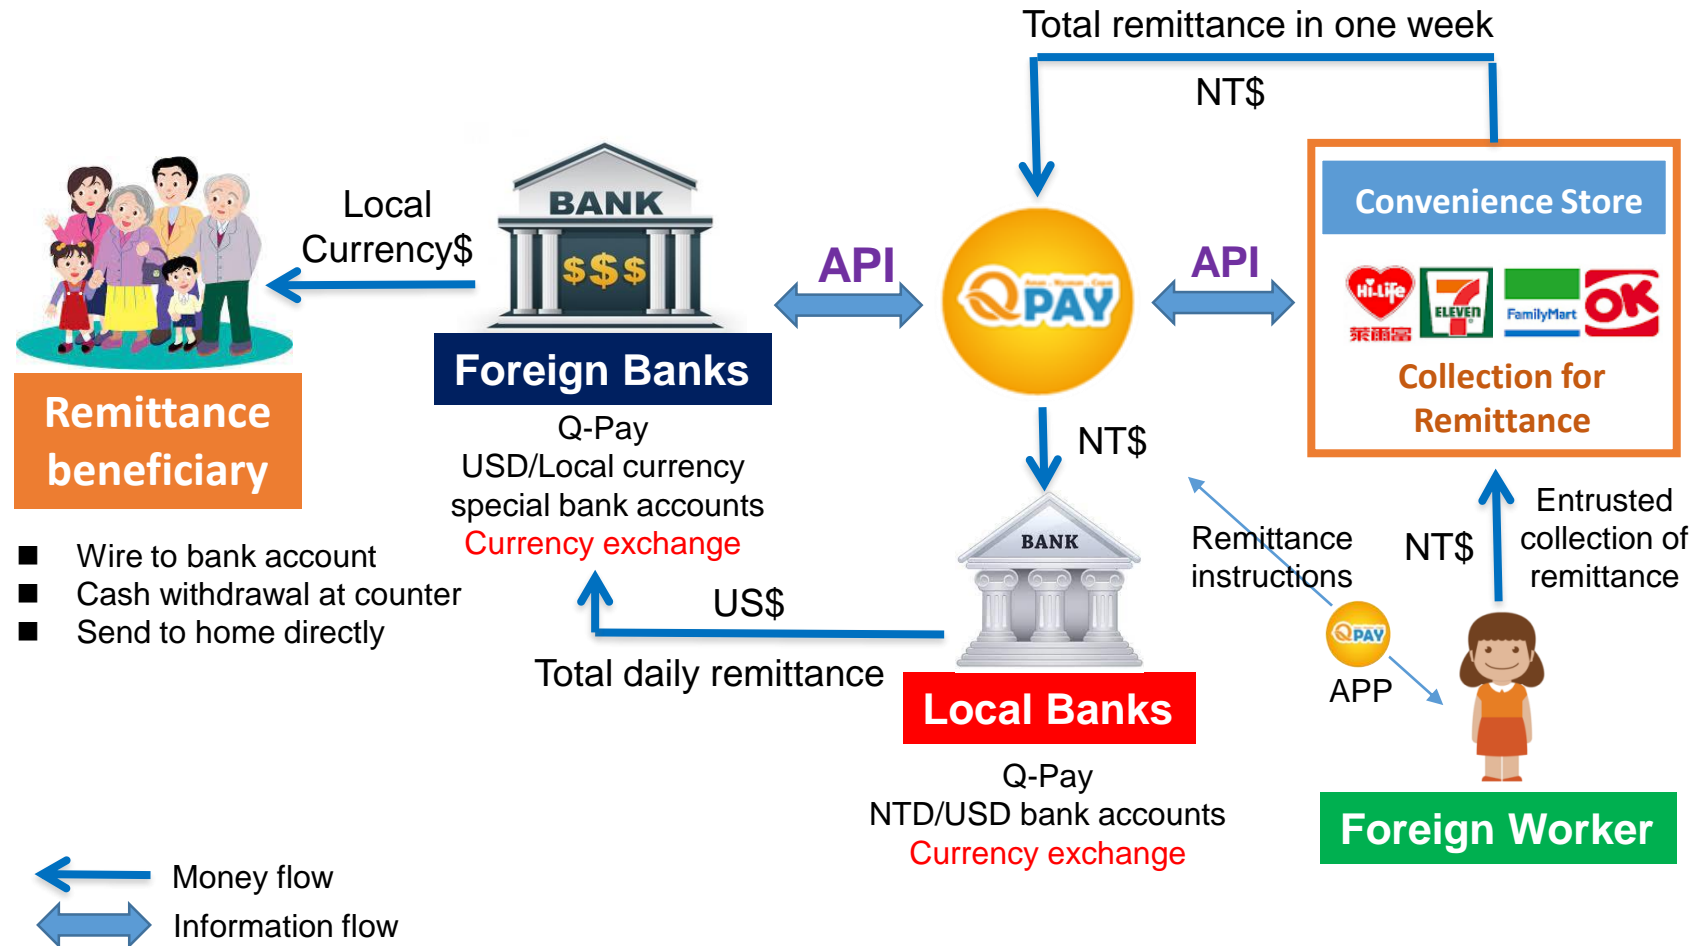 Total remittance in one week
NT$
Convenience Store
Hi-Life
萊爾富
7
ELEVEN
FamilyMart
OK
Collection for
Remittance
BANK
$$$
Local
Currency$
API
QPAY
API
Foreign Banks
Q-Pay
USD/Local currency
special bank accounts
Currency exchange
Remittance
beneficiary
Wire to bank account
Cash withdrawal at counter
Send to home directly
NT$
BANK
Remittance
instructions
NT$
Entrusted
collection of
remittance
US$
Total daily remittance
QPAY
APP
Local Banks
Q-Pay
NTD/USD bank accounts
Currency exchange
Foreign Worker
Money flow
Information flow